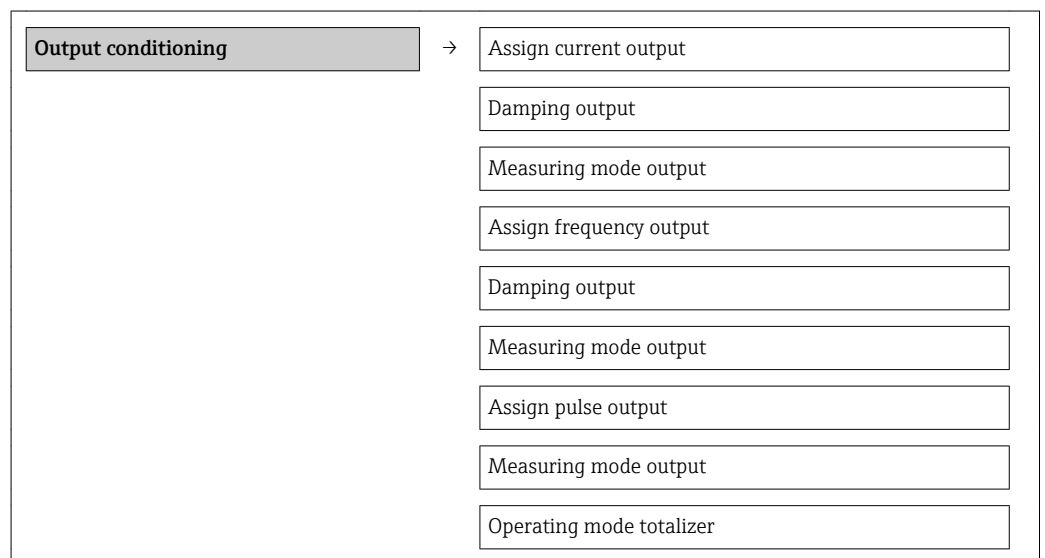 Output conditioning → Assign current output
Damping output
Measuring mode output
Assign frequency output
Damping output
Measuring mode output
Assign pulse output
Measuring mode output
Operating mode totalizer